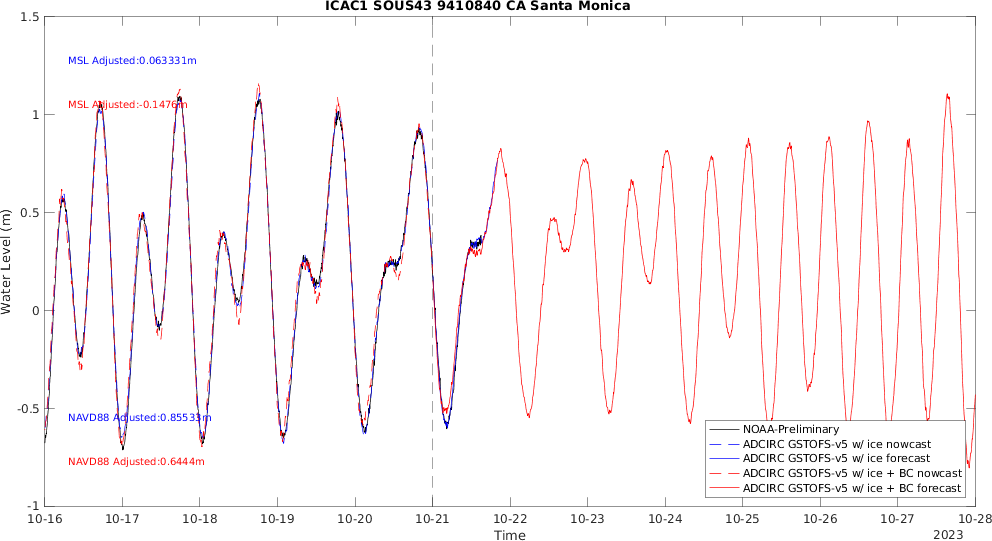 ICAC1 SOUS43 9410840 CA Santa Monica
1.5
1
0.5
0
-0.5
-1
Water Level (m)
MSL Adjusted:0.063331m
MSL Adjusted:-0.1476m
NAVD88 Adjusted:0.85533m
NAVD88 Adjusted:0.6444m
NOAA-Preliminary
ADCIRC GSTOFS-v5 w/ ice nowcast
ADCIRC GSTOFS-v5 w/ ice forecast
ADCIRC GSTOFS-v5 w/ ice + BC nowcast
ADCIRC GSTOFS-v5 w/ ice + BC forecast
10-16 10-17 10-18 10-19 10-20 10-21 10-22 10-23 10-24 10-25 10-26 10-27 10-28
Time
2023